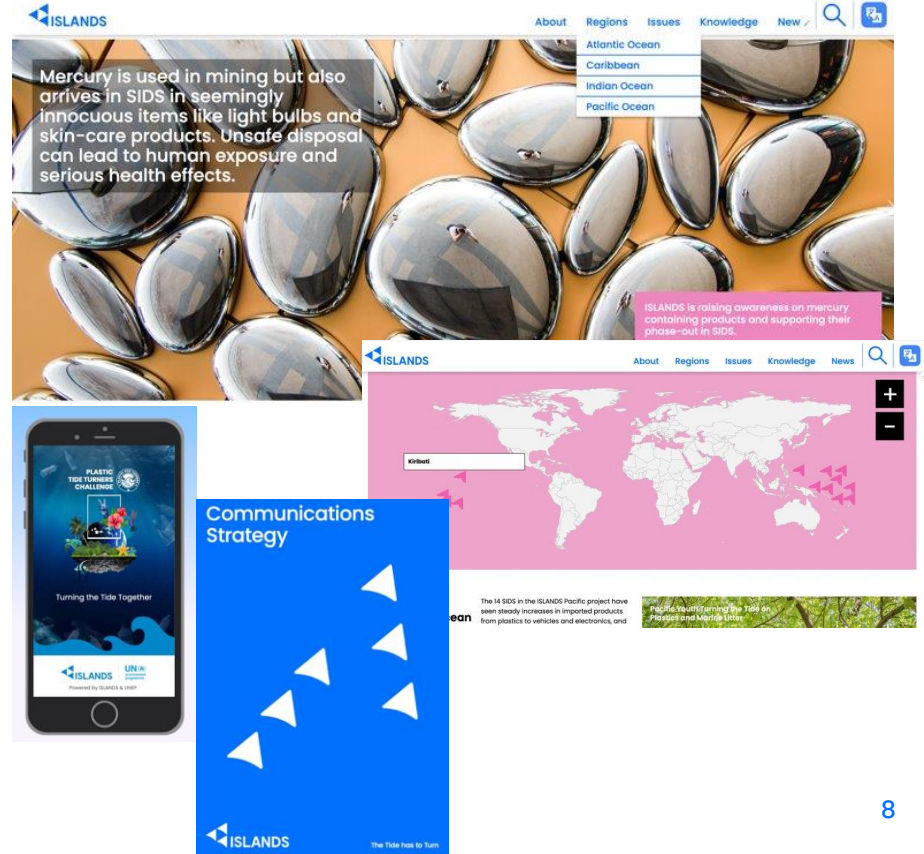 ISLANDS
About Regions Issues Knowledge New
Atlantic Ocean
Caribbean
Indian Ocean
Pacific Ocean
Mercury is used in mining but also
arrives in SIDS in seemingly
innocuous items like light bulbs and
skin-care products. Unsafe disposal
can lead to human exposure and
serious health effects.
ISLANDS is raising awareness on mercury
containing products and supporting their
phase-out in SIDS.
ISLANDS
About Regions Issues Knowledge News
+
-
Kiribati
ean
The 14 SIDS in the ISLANDS Pacific project have
seen steady increases in imported products
from plastics to vehicles and electronics, and
Pacific Youth Turning the Tide on
Plastics and Marine Litter
PLASTIC
TIDE TURNERS
CHALLENGE
Turning the Tide Together
ISLANDS
UN
environment
programme
Powered by ISLANDS & UNEP
Communications
Strategy
ISLANDS
The Tide has to Turn
8